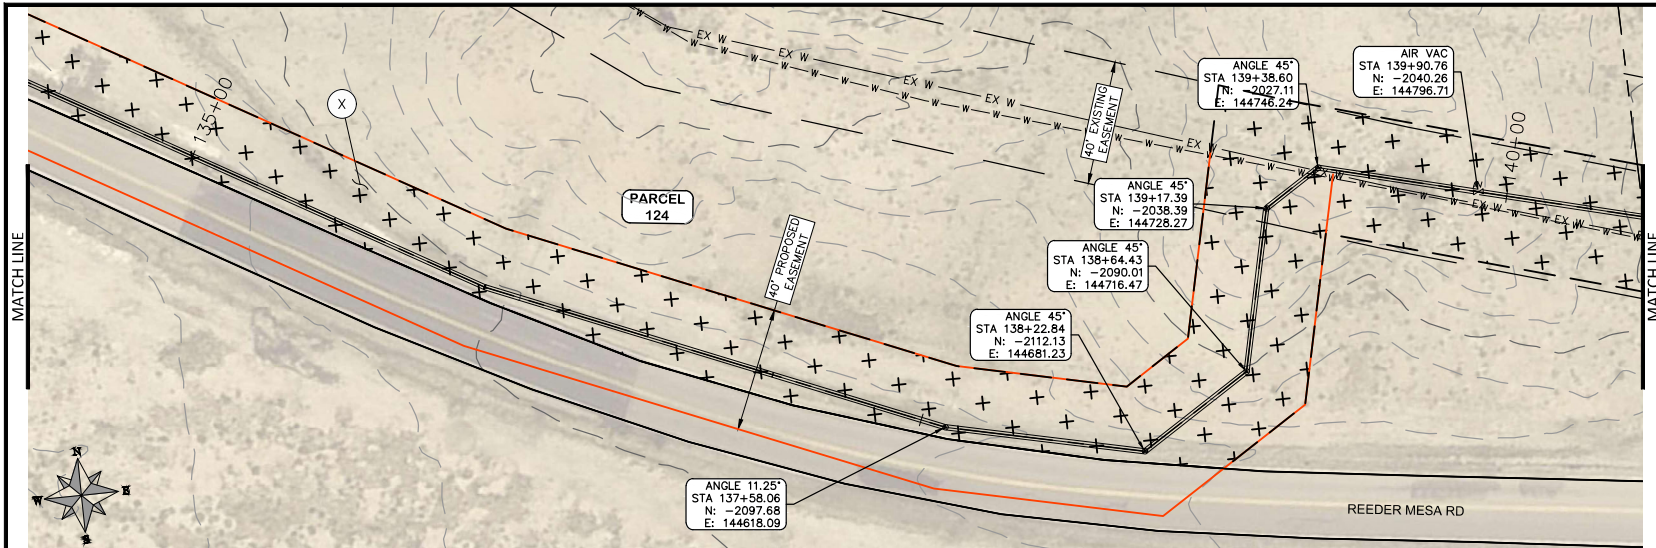 EX W
W W W W W W W
EX W
EX W
135+00
X
40' EXISTING
EASEMENT
ANGLE 45°
STA 139+38.60
N: -2027.11
E: 144746.24
AIR VAC
STA 139+90.76
N: -2040.26
E: 144796.71
140+00
EX W
EX W
EX W
EX W
ANGLE 45°
STA 139+17.39
N: -2038.39
E: 144728.27
PARCEL
124
40' PROPOSED
EASEMENT
ANGLE 45°
STA 138+64.43
N: -2090.01
E: 144716.47
ANGLE 45°
STA 138+22.84
N: -2112.13
E: 144681.23
MATCH LINE
MATCH LINE
ANGLE 11.25°
STA 137+58.06
N: -2097.68
E: 144618.09
REEDER MESA RD
N
W
E
S